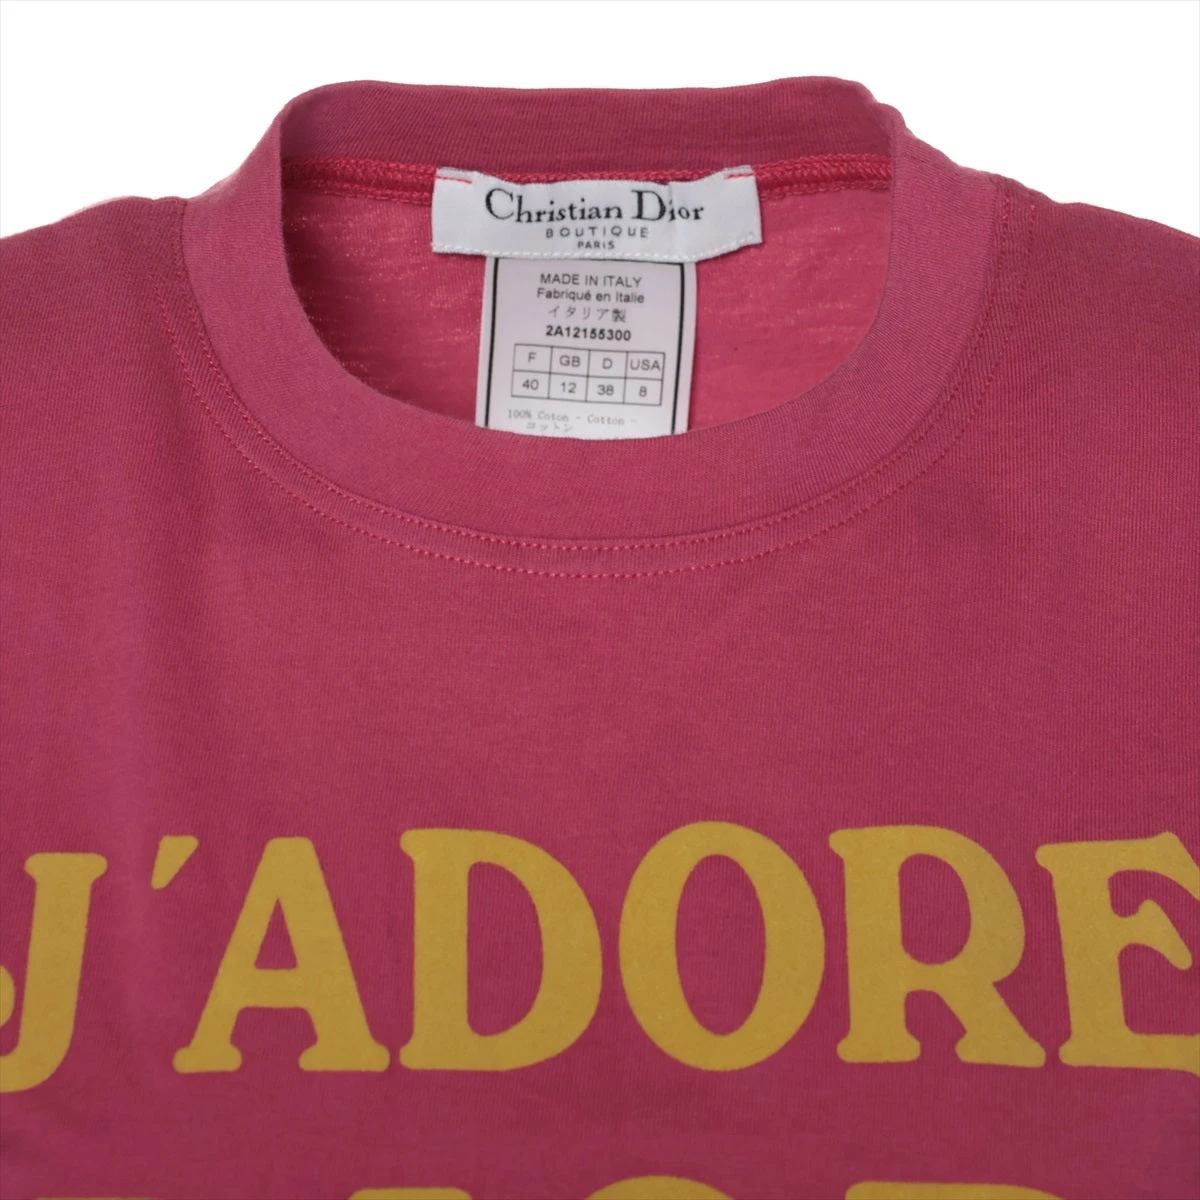 Christian Dior
BOUTIQUE
PARIS
MADE IN ITALY
Fabriqué en Italie
イタリア製
2A12155300
F GB D USA
40 12 38 8
100% Coton - Cotton -
コットン
J'ADORE